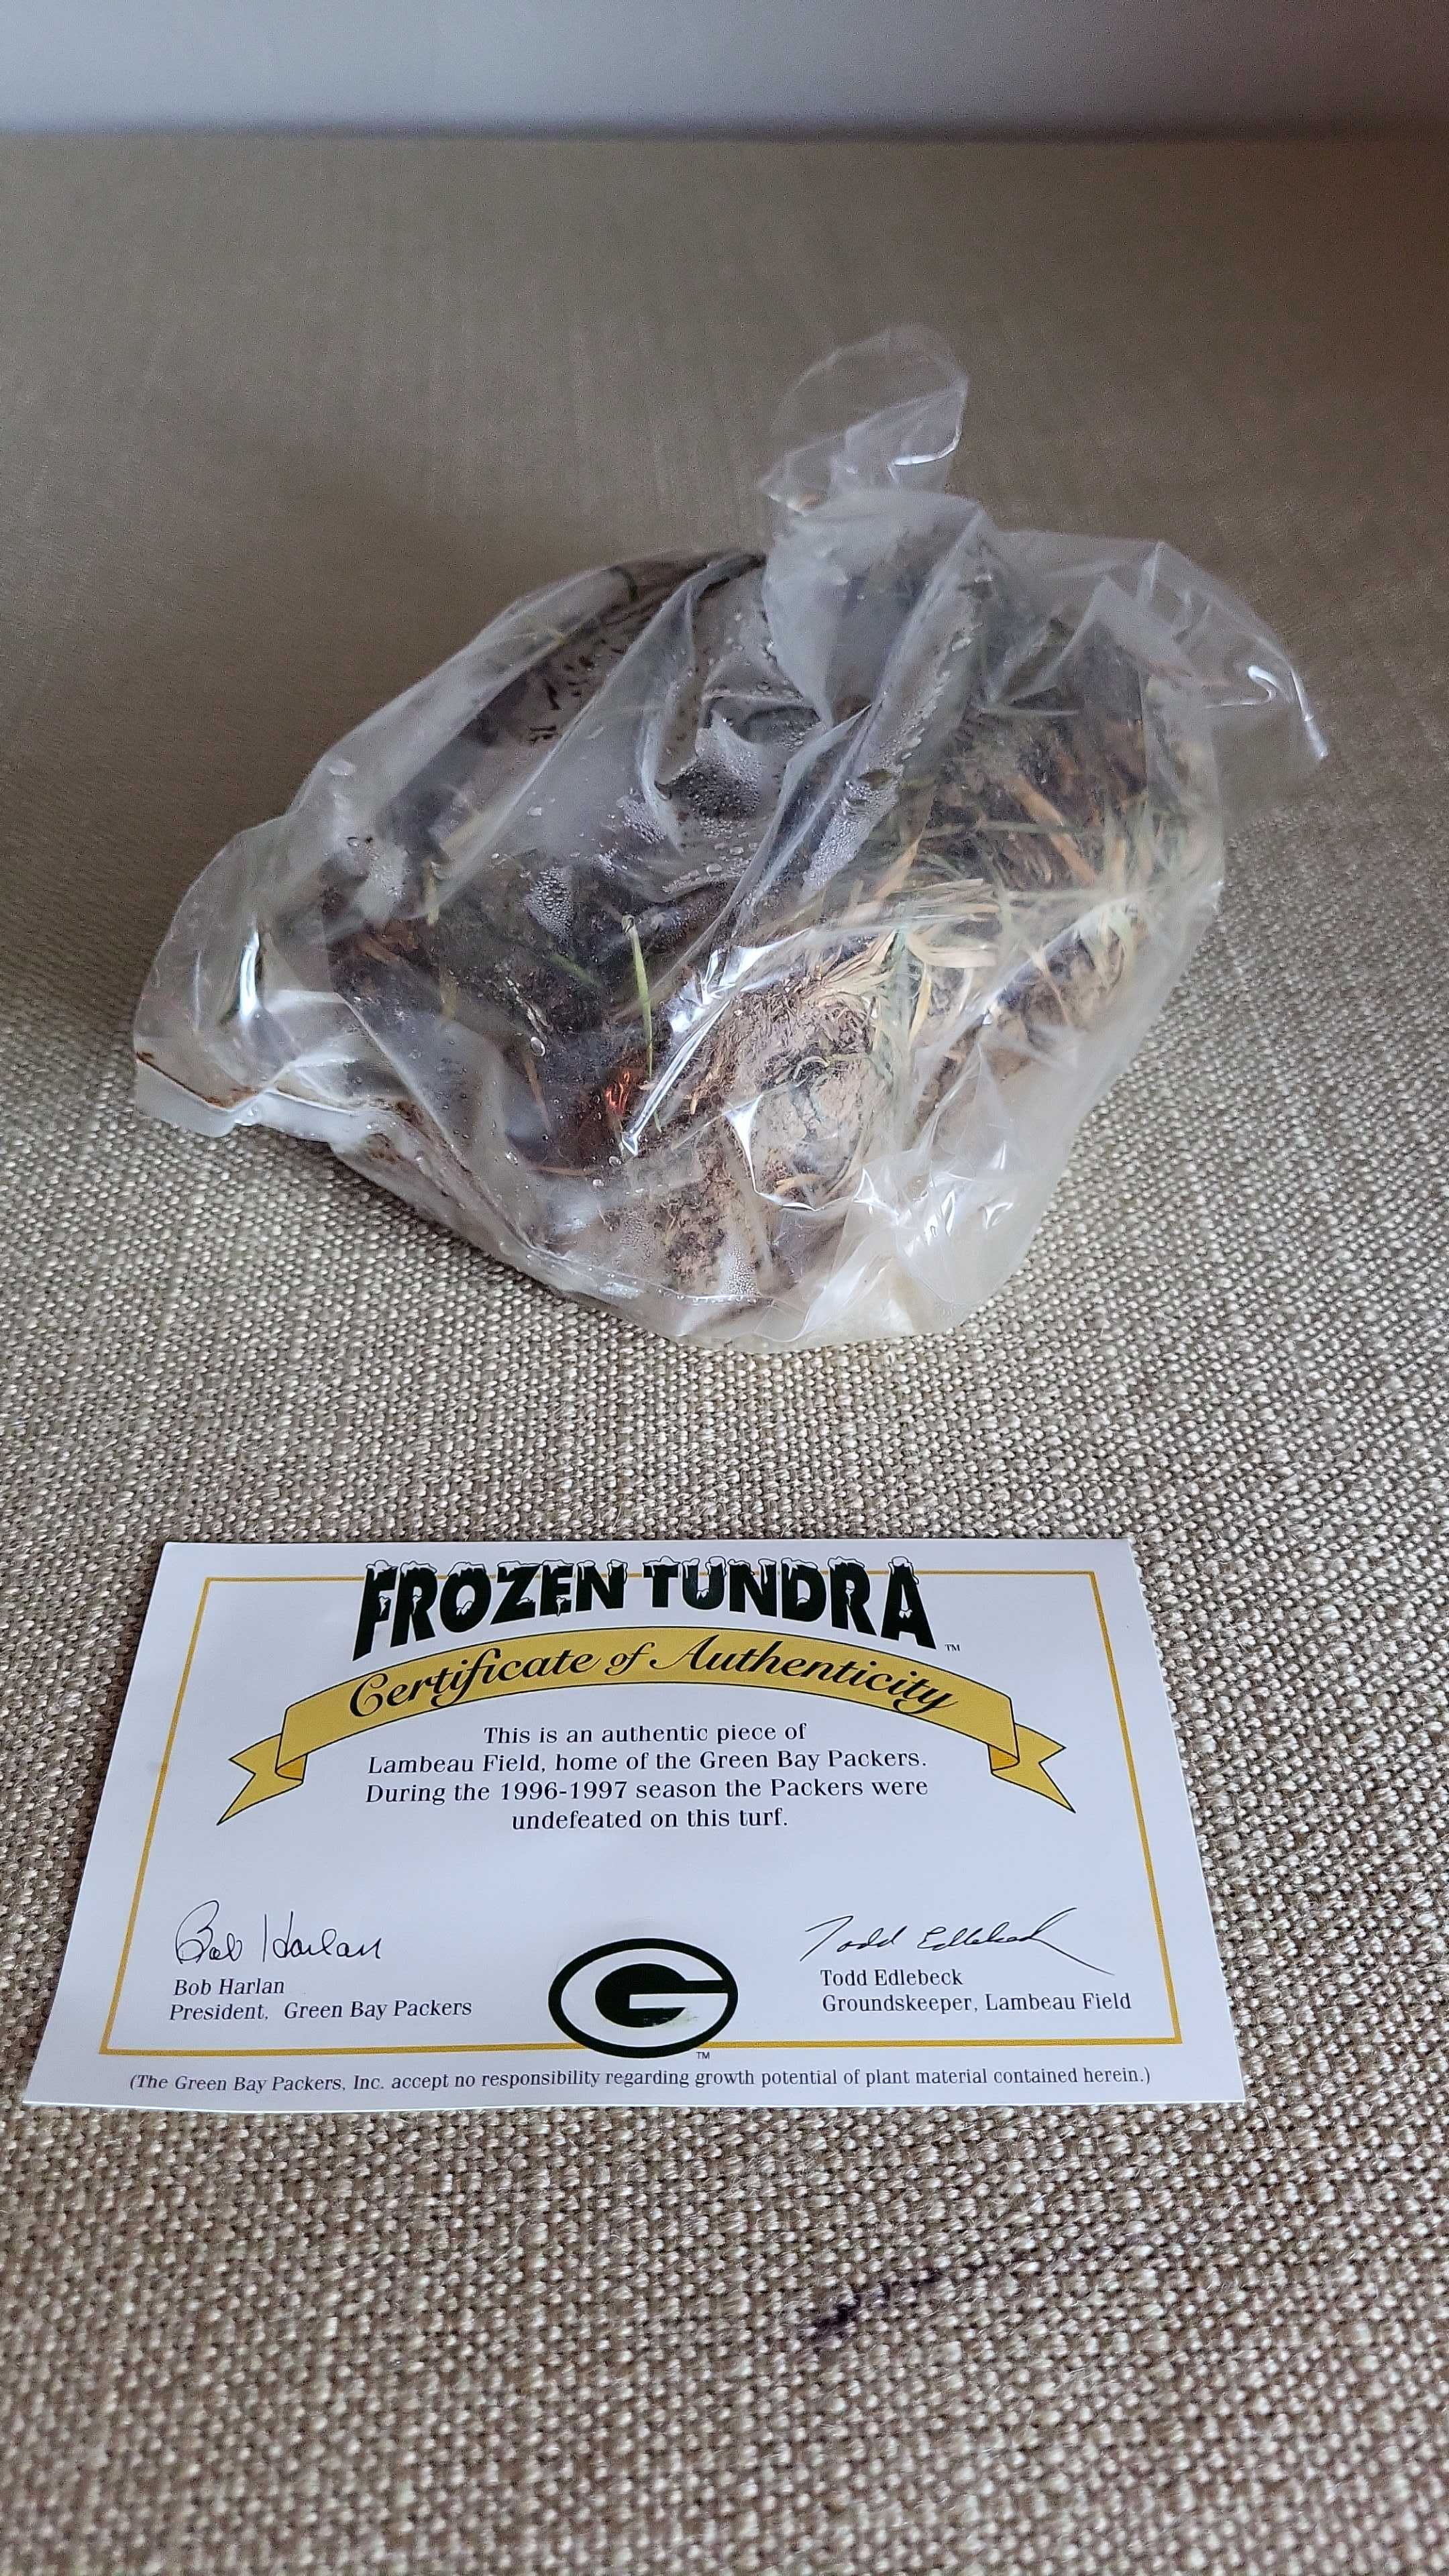 FROZEN TUNDRA ™
Certificate of Authenticity
This is an authentic piece of
Lambeau Field, home of the Green Bay Packers.
During the 1996-1997 season the Packers were
undefeated on this turf.
Bob Harlan
Bob Harlan
President, Green Bay Packers
G
TM
Todd Edlebeck
Todd Edlebeck
Groundskeeper, Lambeau Field
(The Green Bay Packers, Inc. accept no responsibility regarding growth potential of plant material contained herein.)